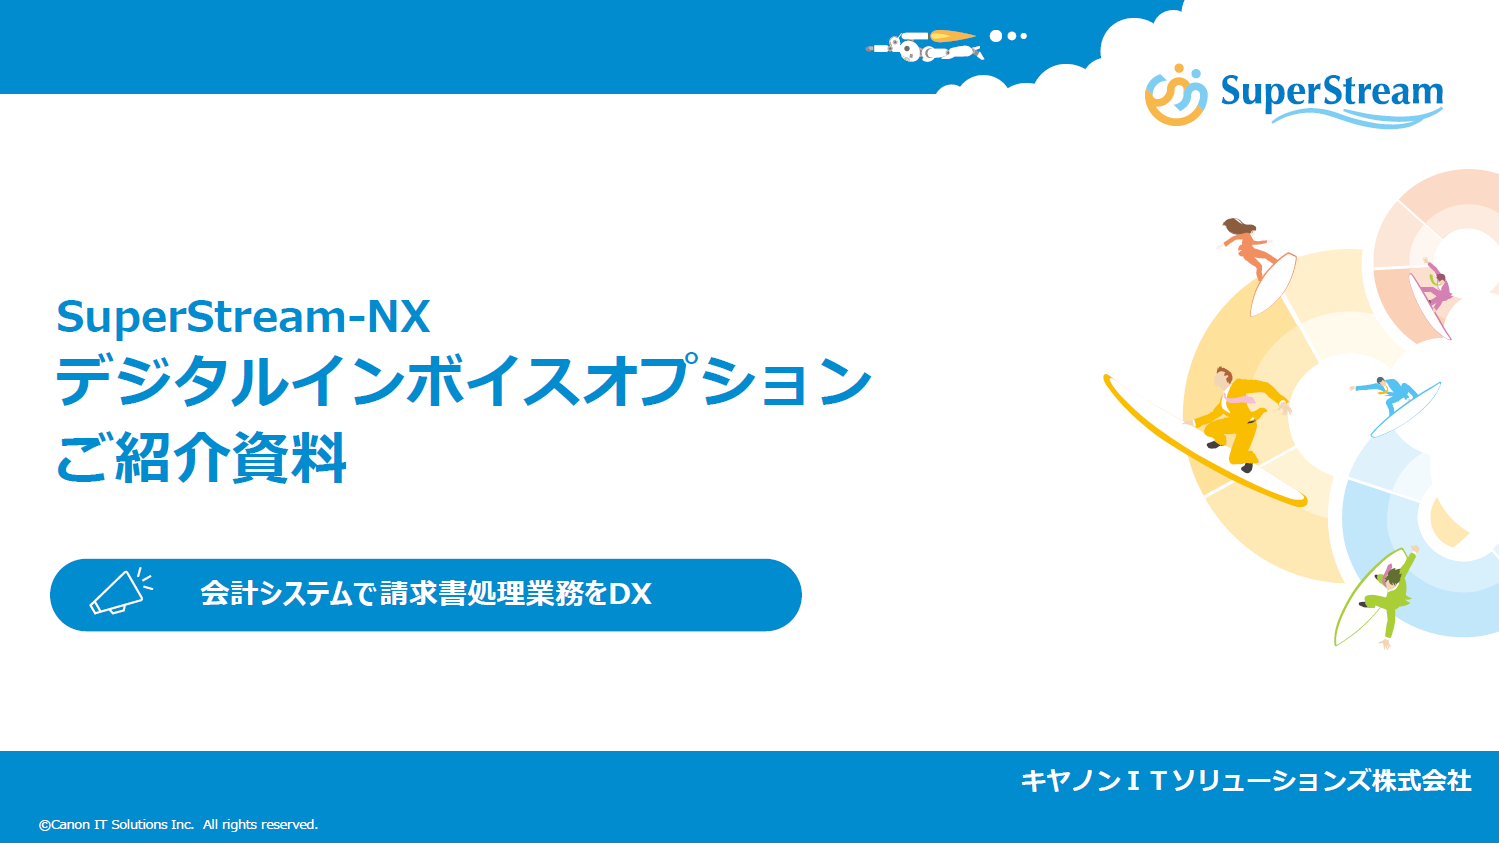 SuperStream
SuperStream-NX
デジタルインボイスオプション
ご紹介資料
会計システムで請求書処理業務をDX
キヤノンＩＴソリューションズ株式会社
©Canon IT Solutions Inc. All rights reserved.